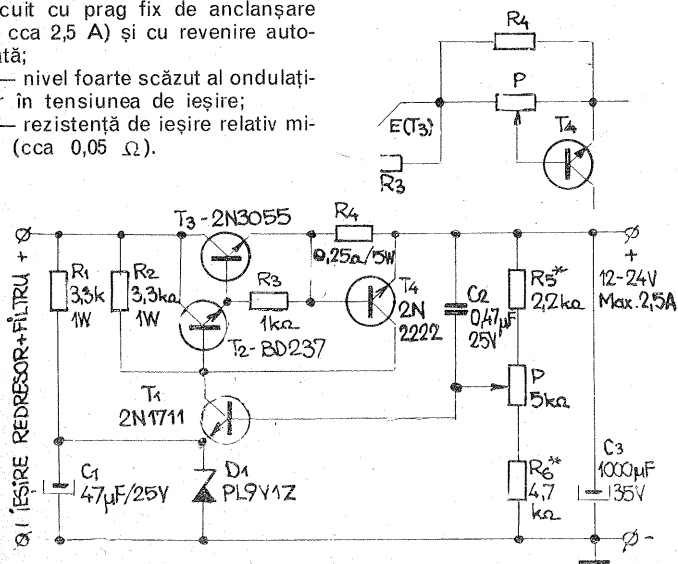 cuit cu prag fix de anclanșare
cca 2,5 A) și cu revenire auto-
tă;
— nivel foarte scăzut al ondulați-
în tensiunea de ieșire;
— rezistență de ieșire relativ mi-
(cca 0,05 Ω).
R4
P
E(T3)
T4
R3
T3-2N3055
R4
0,25Ω/5W
R1
3,3k
1W
R2
3,3kΩ
1W
R3
1kΩ
T4
2N
2222
T2-BD237
C2
0,47µF
25V
R5*
2,2kΩ
+
12-24V
Max.2,5A
T1
2N1711
P
5kΩ
C1
47µF/25V
D1
PL9V1Z
R6**
4,7
kΩ
C3
1000µF
35V
-
IEȘIRE REDRESOR+FILTRU +